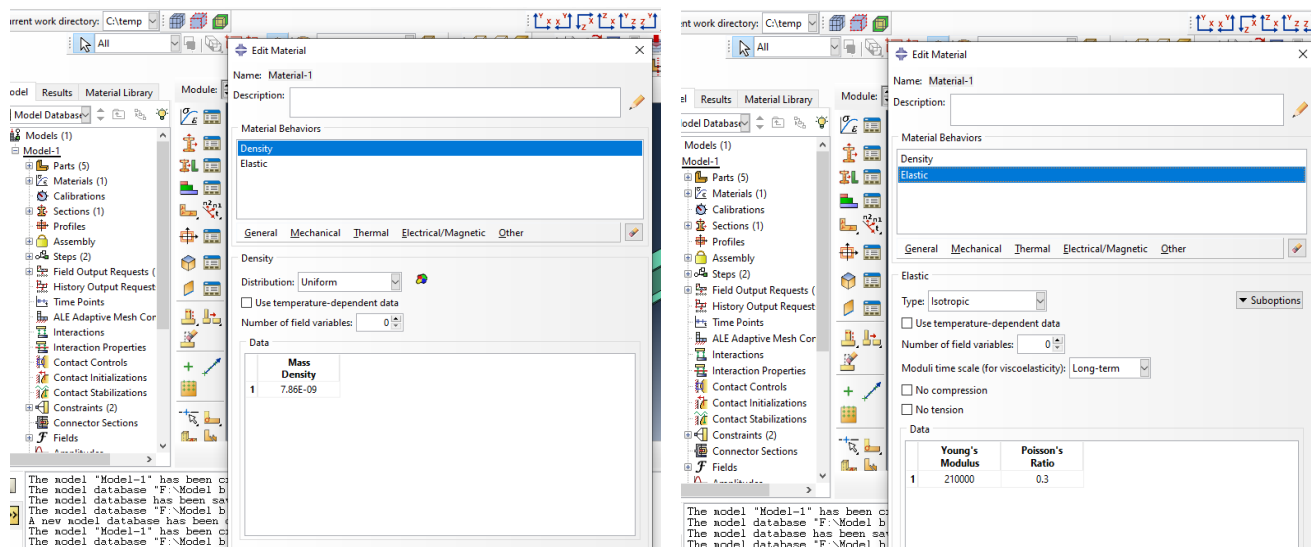 urrent work directory: C:\temp
All
Edit Material
Name: Material-1
Description:
odel Results Material Library
Module:
Model Database
Models (1)
Model-1
Parts (5)
Materials (1)
Calibrations
Sections (1)
Profiles
Assembly
Steps (2)
Field Output Requests (
History Output Request
Time Points
ALE Adaptive Mesh Cor
Interactions
Interaction Properties
Contact Controls
Contact Initializations
Contact Stabilizations
Constraints (2)
Connector Sections
Fields
Material Behaviors
Density
Elastic
General Mechanical Thermal Electrical/Magnetic Other
Density
Distribution: Uniform
Use temperature-dependent data
Number of field variables: 0
Data
Mass
Density
1 7.86E-09
The model "Model-1" has been c
The model database "F:\Model b
The model database has been sa
The model database "F:\Model b
A new model database has been c
The model "Model-1" has been c
The model database "F:\Model b
nt work directory: C:\temp
All
Edit Material
Name: Material-1
Description:
el Results Material Library
Module:
odel Database
Models (1)
Model-1
Parts (5)
Materials (1)
Calibrations
Sections (1)
Profiles
Assembly
Steps (2)
Field Output Requests (
History Output Request
Time Points
ALE Adaptive Mesh Cor
Interactions
Interaction Properties
Contact Controls
Contact Initializations
Contact Stabilizations
Constraints (2)
Connector Sections
Fields
Material Behaviors
Density
Elastic
General Mechanical Thermal Electrical/Magnetic Other
Elastic
Type: Isotropic
Suboptions
Use temperature-dependent data
Number of field variables: 0
Moduli time scale (for viscoelasticity): Long-term
No compression
No tension
Data
Young's Poisson's
Modulus Ratio
1 210000 0.3
The model "Model-1" has been c
The model database "F:\Model b
The model database has been sa
The model database "F:\Model b